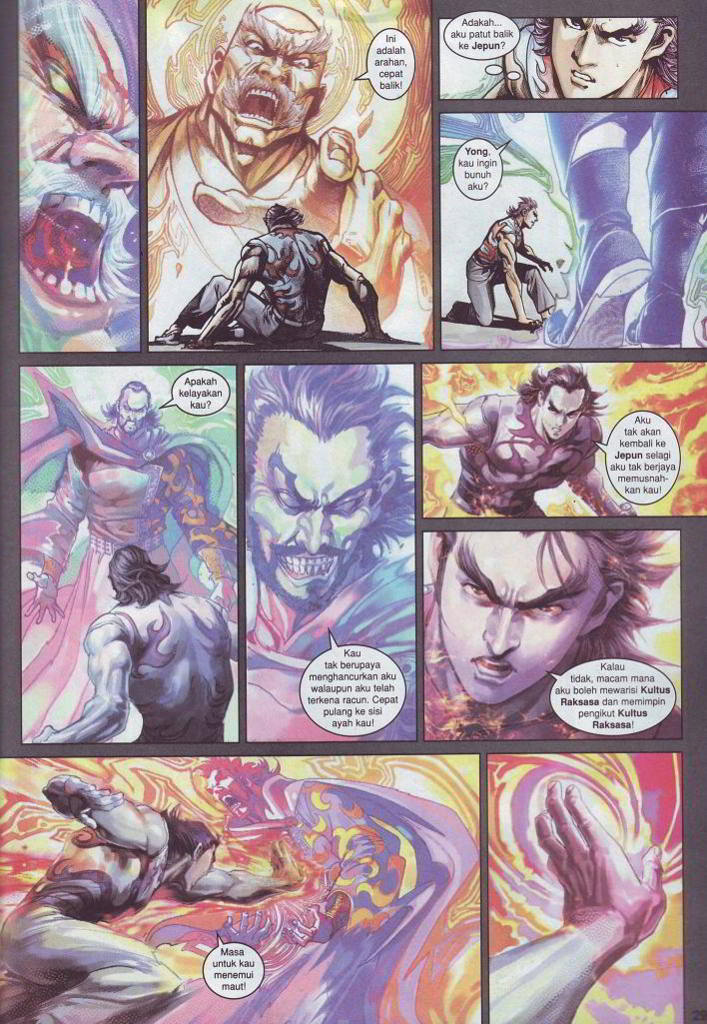 Ini
adalah
arahan,
cepat
balik!
Adakah...
aku patut balik
ke Jepun?
Yong,
kau ingin
bunuh
aku?
Apakah
kelayakan
kau?
Kau
tak berupaya
menghancurkan aku
walaupun aku telah
terkena racun. Cepat
pulang ke sisi
ayah kau!
Aku
tak akan
kembali ke
Jepun selagi
aku tak berjaya
memusnah-
kan kau!
Kalau
tidak, macam mana
aku boleh mewarisi Kultus
Raksasa dan memimpin
pengikut Kultus
Raksasa!
Masa
untuk kau
menemui
maut!